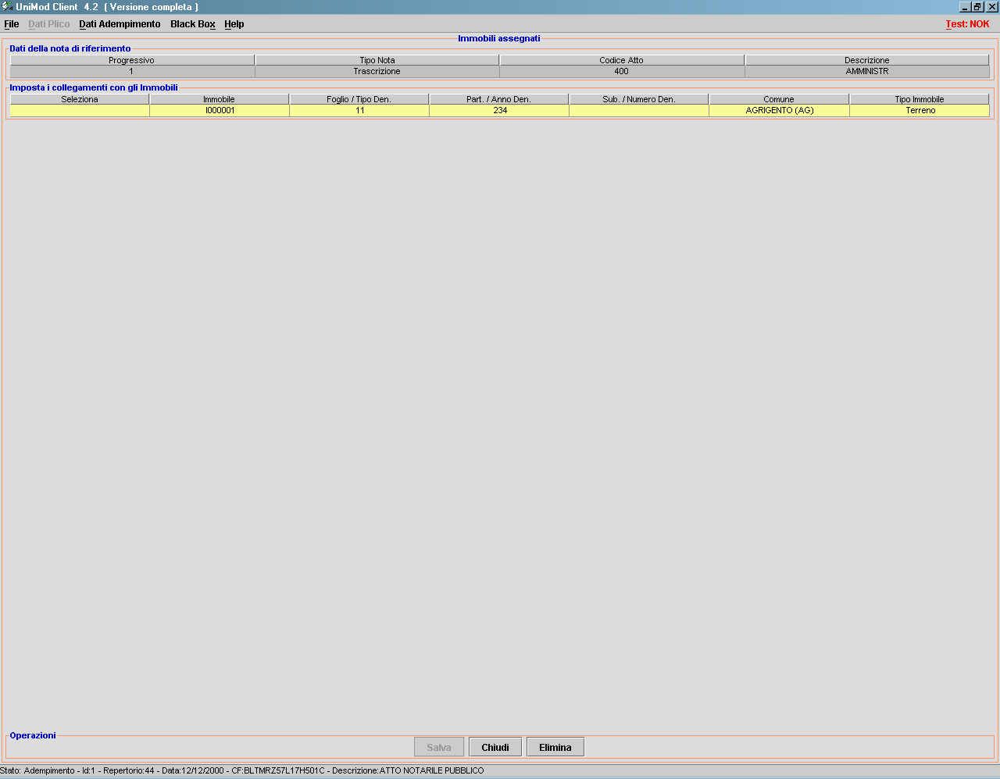 UniMod Client 4.2 ( Versione completa )
File Dati Plico Dati Adempimento Black Box Help Test: NOK
Immobili assegnati
Dati della nota di riferimento
Progressivo Tipo Nota Codice Atto Descrizione
1 Trascrizione 400 AMMINISTR
Imposta i collegamenti con gli Immobili
Seleziona Immobile Foglio / Tipo Den. Part. / Anno Den. Sub. / Numero Den. Comune Tipo Immobile
I000001 11 234 AGRIGENTO (AG) Terreno
Operazioni
Salva Chiudi Elimina
Stato: Adempimento - Id:1 - Repertorio:44 - Data:12/12/2000 - CF:BLTMRZ57L17H501C - Descrizione:ATTO NOTARILE PUBBLICO